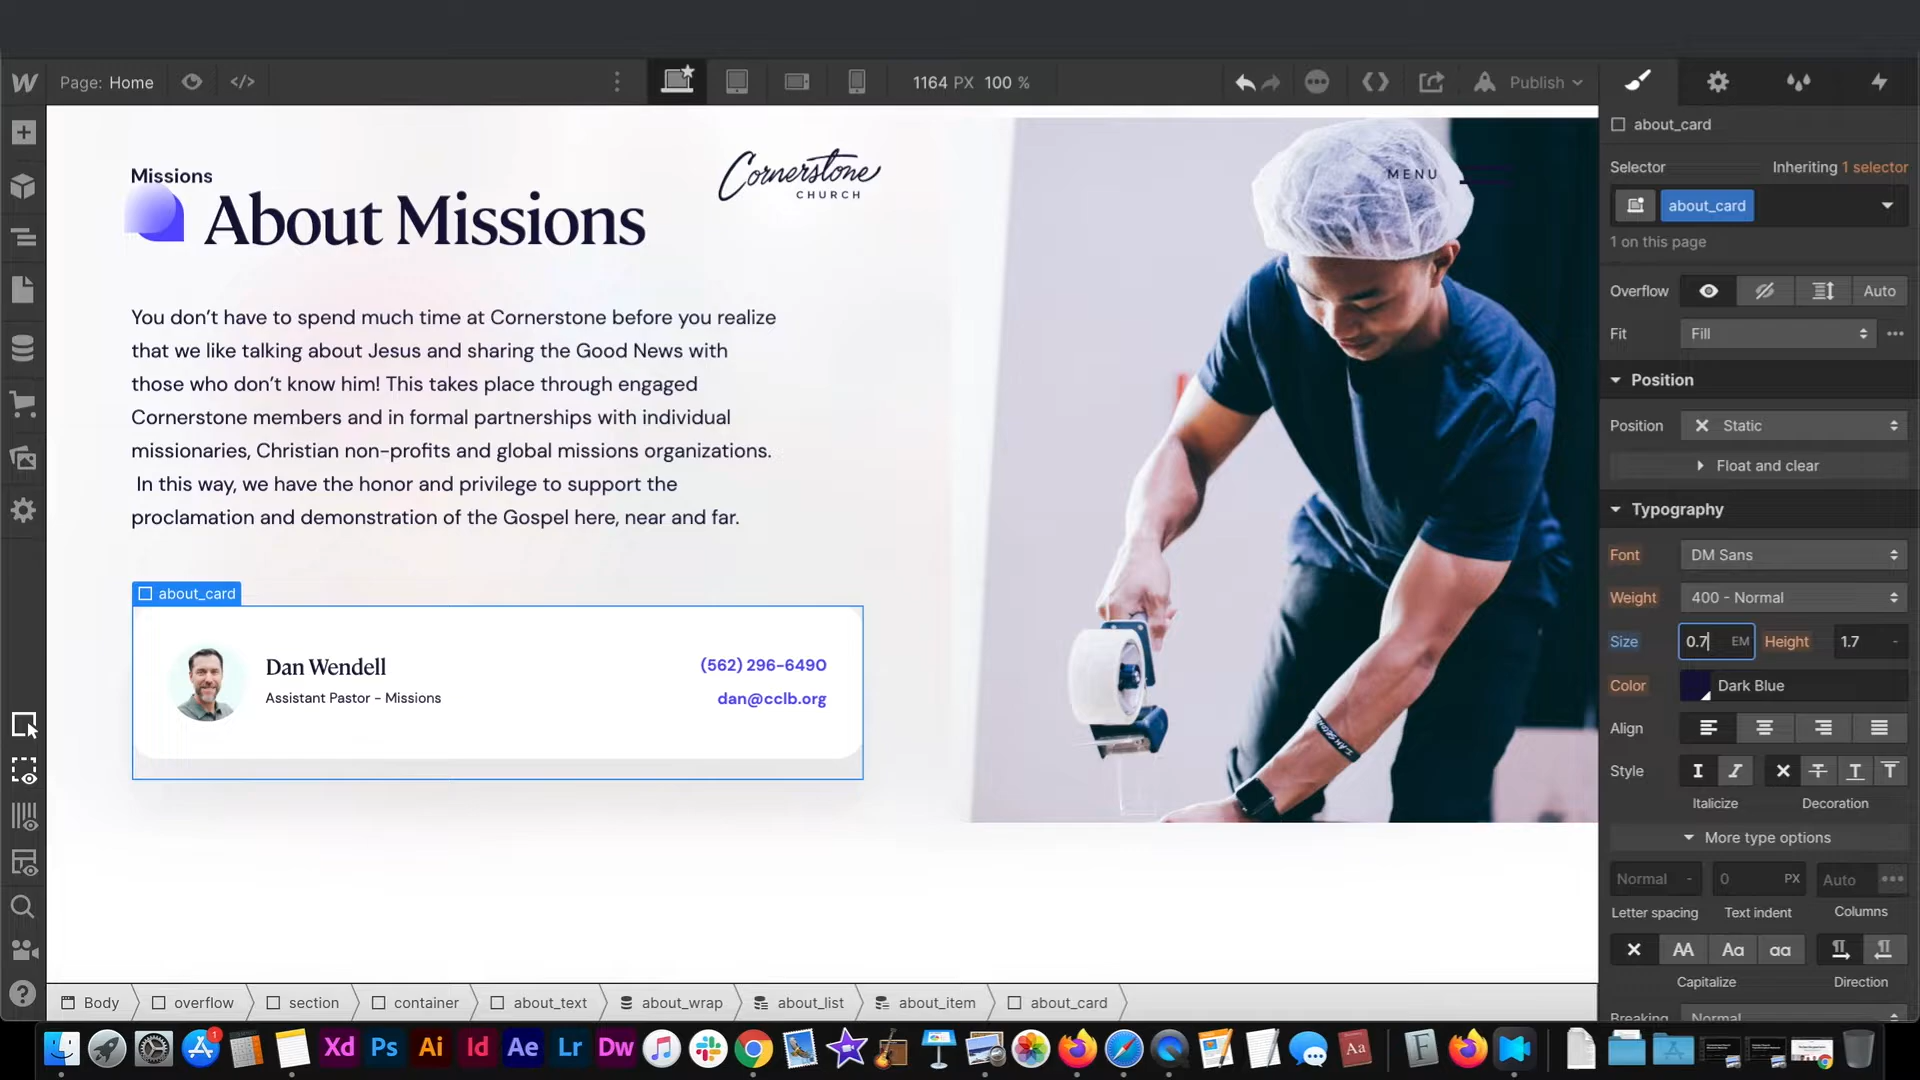 Page: Home
1164 PX 100 %
Publish
about_card
Selector
Inheriting 1 selector
about_card
1 on this page
Overflow
Auto
Fit
Fill
Position
Position
Static
Float and clear
Typography
Font
DM Sans
Weight
400 - Normal
Size
0.7
EM
Height
1.7
-
Color
Dark Blue
Align
Style
Italicize
Decoration
More type options
Normal
-
0
PX
Auto
Letter spacing
Text indent
Columns
AA
Aa
aa
Capitalize
Direction
Breaking
Normal
Missions
About Missions
Cornerstone
CHURCH
MENU
You don’t have to spend much time at Cornerstone before you realize
that we like talking about Jesus and sharing the Good News with
those who don’t know him! This takes place through engaged
Cornerstone members and in formal partnerships with individual
missionaries, Christian non-profits and global missions organizations.
In this way, we have the honor and privilege to support the
proclamation and demonstration of the Gospel here, near and far.
about_card
Dan Wendell
Assistant Pastor - Missions
(562) 296-6490
dan@cclb.org
Body
overflow
section
container
about_text
about_wrap
about_list
about_item
about_card
1
Xd
Ps
Ai
Id
Ae
Lr
Dw
Aa
F